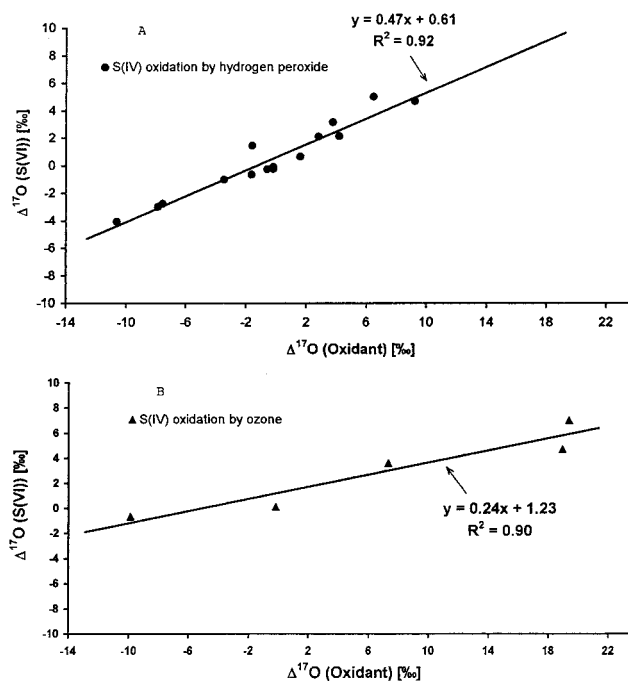 A
y = 0.47x + 0.61
R² = 0.92
● S(IV) oxidation by hydrogen peroxide
Δ¹⁷O (S(VI)) [‰]
10
8
6
4
2
0
-2
-4
-6
-8
-10
-14 -10 -6 -2 2 6 10 14 18 22
Δ¹⁷O (Oxidant) [‰]
B
▲ S(IV) oxidation by ozone
Δ¹⁷O (S(VI)) [‰]
10
8
6
4
2
0
-2
-4
-6
-8
-10
y = 0.24x + 1.23
R² = 0.90
-14 -10 -6 -2 2 6 10 14 18 22
Δ¹⁷O (Oxidant) [‰]